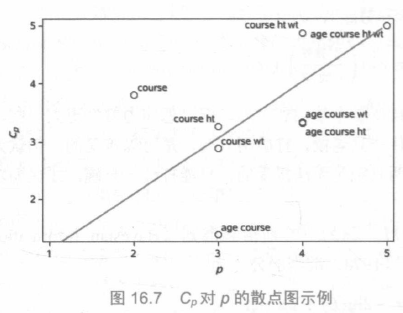 5
course ht wt
age course ht wt
4
course
course ht
age course wt
3
course wt
age course ht
2
age course
C_p
1 2 3 4 5
p
图 16.7 C_p 对 p 的散点图示例